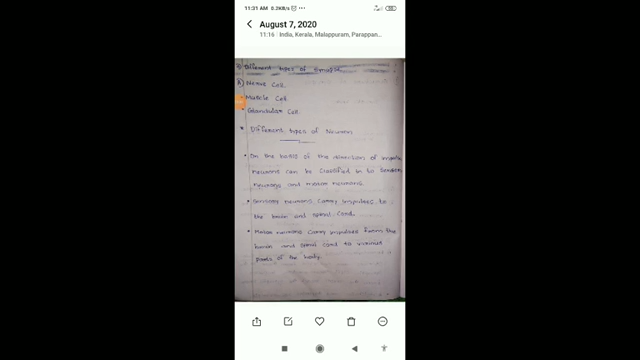 11:21 AM | 0.2KB/s
August 7, 2020
11:16 | India, Kerala, Malappuram, Parappan...
Different types of synapse
A) Nerve Cell
Muscle Cell
Glandular Cell
* Different types of Neurons
• On the basis of the direction of
neurons can be classified in to
neurons and motor neurons.
• Sensory neurons carry impulses to
the brain and spinal cord.
• Motor neurons carry impulses from the
brain and spinal cord to various
parts of the body.